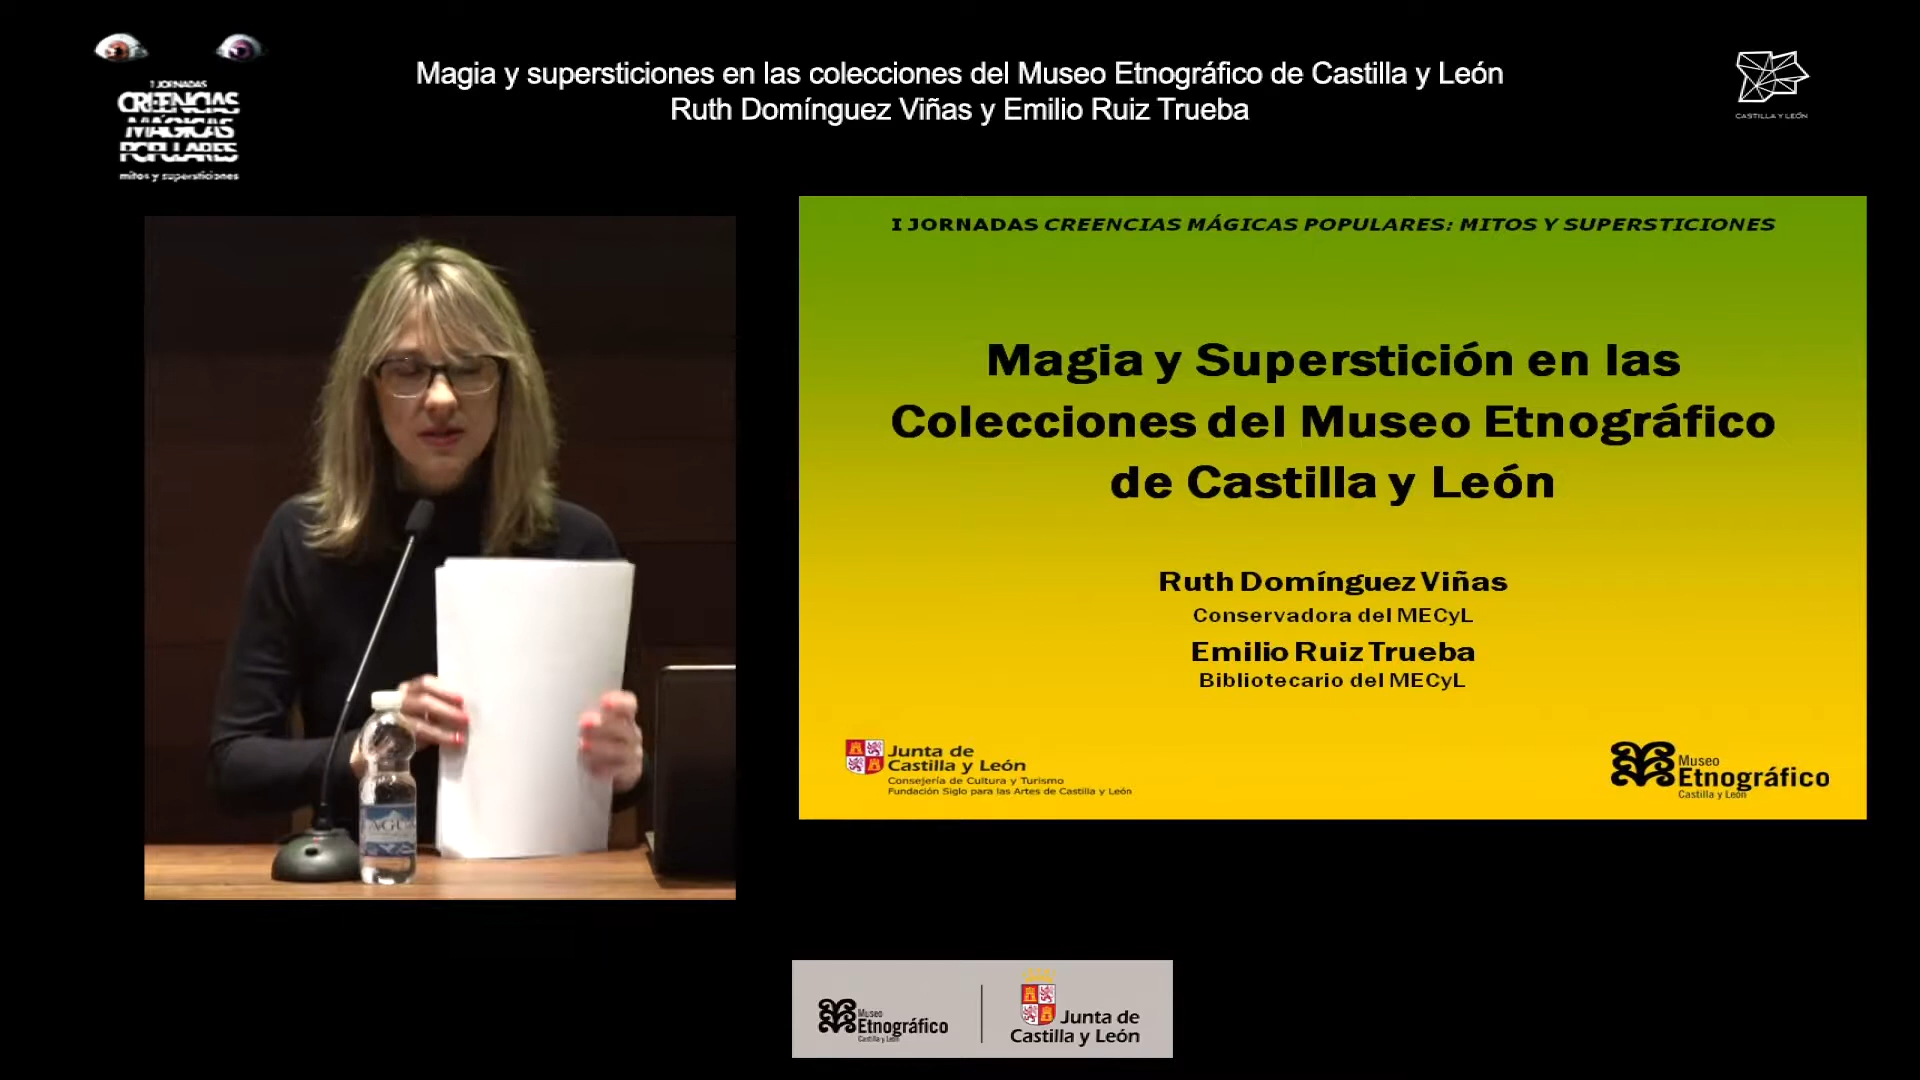 Magia y supersticiones en las colecciones del Museo Etnográfico de Castilla y León
Ruth Domínguez Viñas y Emilio Ruiz Trueba
I JORNADAS
CREENCIAS
MÁGICAS
POPULARES
mitos y supersticiones
CASTILLA Y LEÓN
I JORNADAS CREENCIAS MÁGICAS POPULARES: MITOS Y SUPERSTICIONES
Magia y Superstición en las
Colecciones del Museo Etnográfico
de Castilla y León
Ruth Domínguez Viñas
Conservadora del MECyL
Emilio Ruiz Trueba
Bibliotecario del MECyL
Junta de
Castilla y León
Consejería de Cultura y Turismo
Fundación Siglo para las Artes de Castilla y León
Museo
Etnográfico
Castilla y León
Museo
Etnográfico
Castilla y León
Junta de
Castilla y León